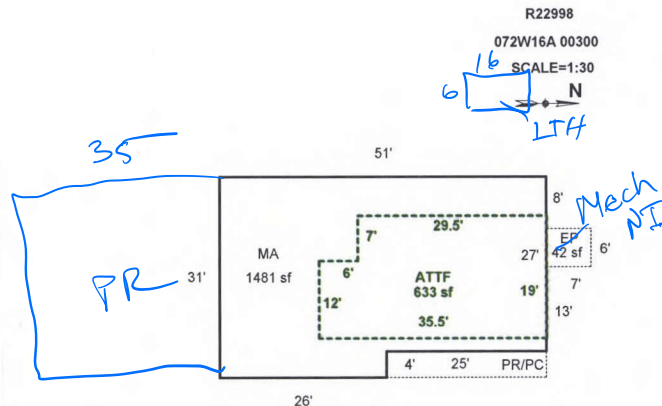 R22998
072W16A 00300
SCALE=1:30
16
6
N
LTH
35
51'
8'
Mech
NI
29.5'
7'
EP
42 sf
6'
27'
MA
1481 sf
31'
PR
6'
ATTF
633 sf
12'
19'
7'
13'
35.5'
4'
25'
PR/PC
26'